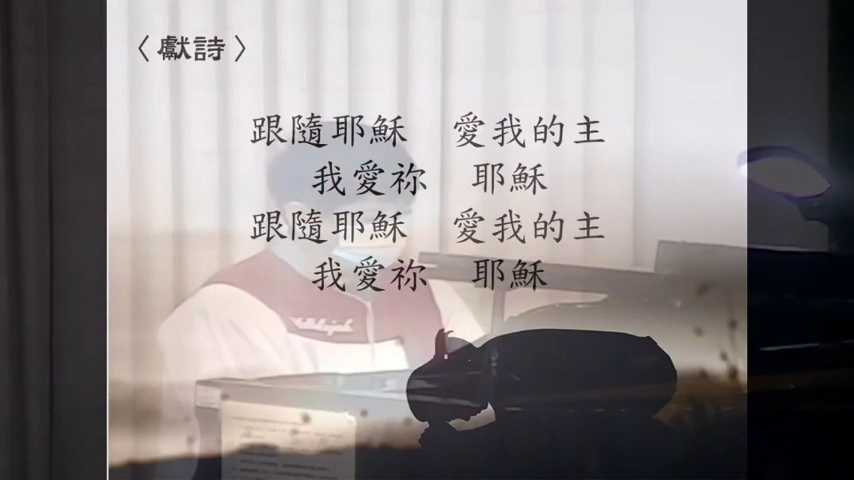 〈獻詩〉
跟隨耶穌 愛我的主
我愛祢 耶穌
跟隨耶穌 愛我的主
我愛祢 耶穌
Hallelujah